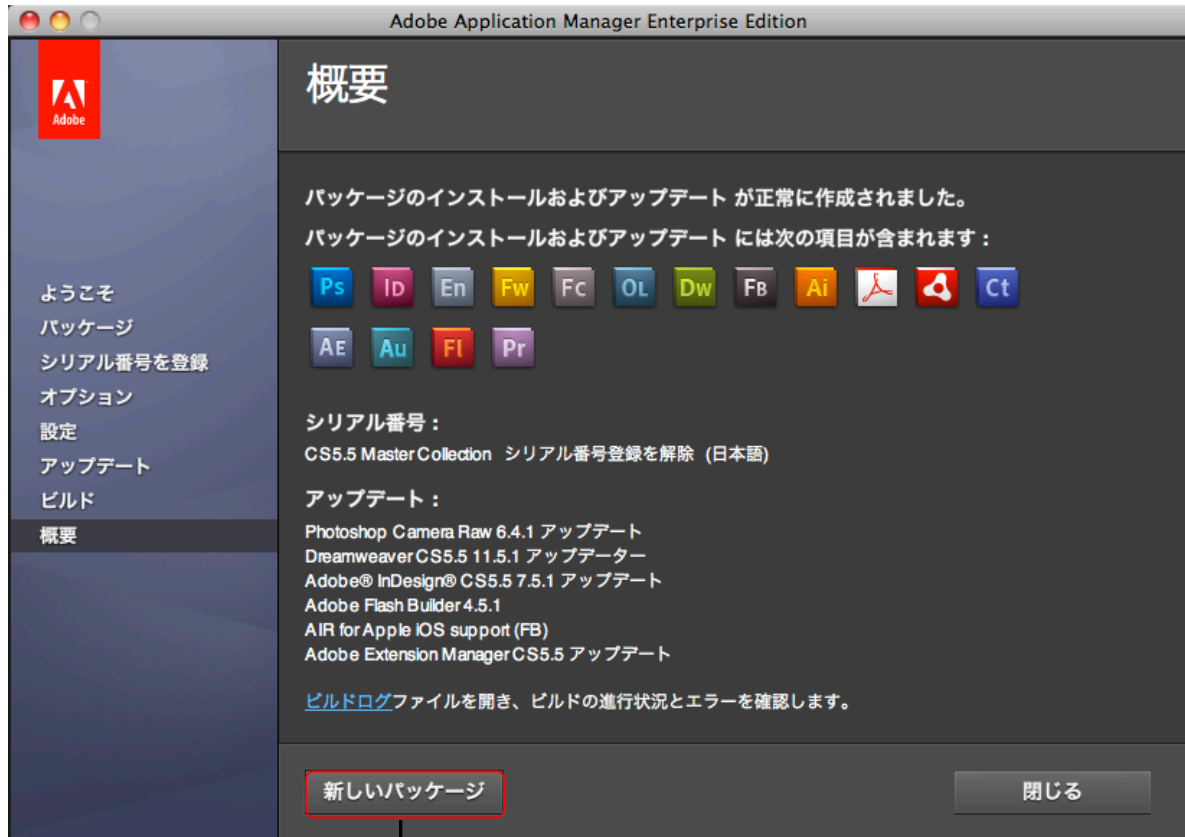 Adobe Application Manager Enterprise Edition
Adobe
概要
パッケージのインストールおよびアップデート が正常に作成されました。
パッケージのインストールおよびアップデート には次の項目が含まれます：
Ps ID En Fw Fc OL Dw FB Ai Ct
AE Au Fl Pr
ようこそ
パッケージ
シリアル番号を登録
オプション
設定
アップデート
ビルド
概要
シリアル番号：
CS5.5 Master Collection シリアル番号登録を解除 (日本語)
アップデート：
Photoshop Camera Raw 6.4.1 アップデート
Dreamweaver CS5.5 11.5.1 アップデーター
Adobe® InDesign® CS5.5 7.5.1 アップデート
Adobe Flash Builder 4.5.1
AIR for Apple iOS support (FB)
Adobe Extension Manager CS5.5 アップデート
ビルドログファイルを開き、ビルドの進行状況とエラーを確認します。
新しいパッケージ
閉じる